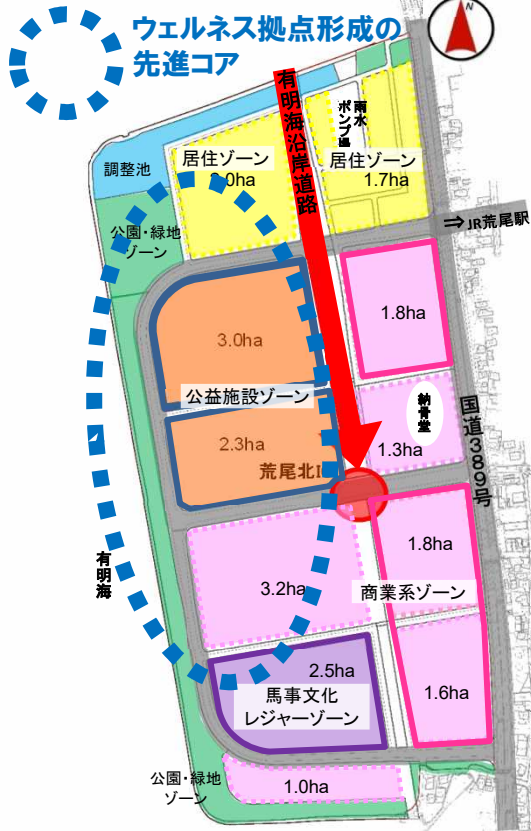 ウェルネス拠点形成の
先進コア
N
有明海沿岸道路
雨水
ポンプ場
調整池
居住ゾーン
居住ゾーン
1.7ha
⇒JR荒尾駅
公園・緑地
ゾーン
1.8ha
3.0ha
公益施設ゾーン
納骨堂
国道389号
2.3ha
1.3ha
荒尾北I
1.8ha
有明海
3.2ha
商業系ゾーン
2.5ha
馬事文化
レジャーゾーン
1.6ha
公園・緑地
ゾーン
1.0ha